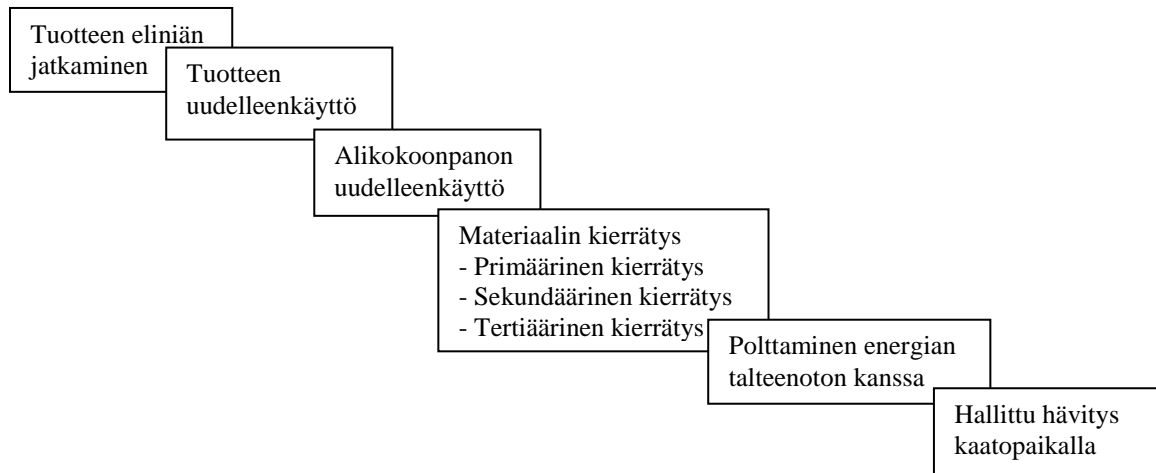 Tuotteen eliniän
jatkaminen
Tuotteen
uudelleenkäyttö
Alikokoonpanon
uudelleenkäyttö
Materiaalin kierrätys
- Primäärinen kierrätys
- Sekundäärinen kierrätys
- Tertiäärinen kierrätys
Polttaminen energian
talteenoton kanssa
Hallittu hävitys
kaatopaikalla